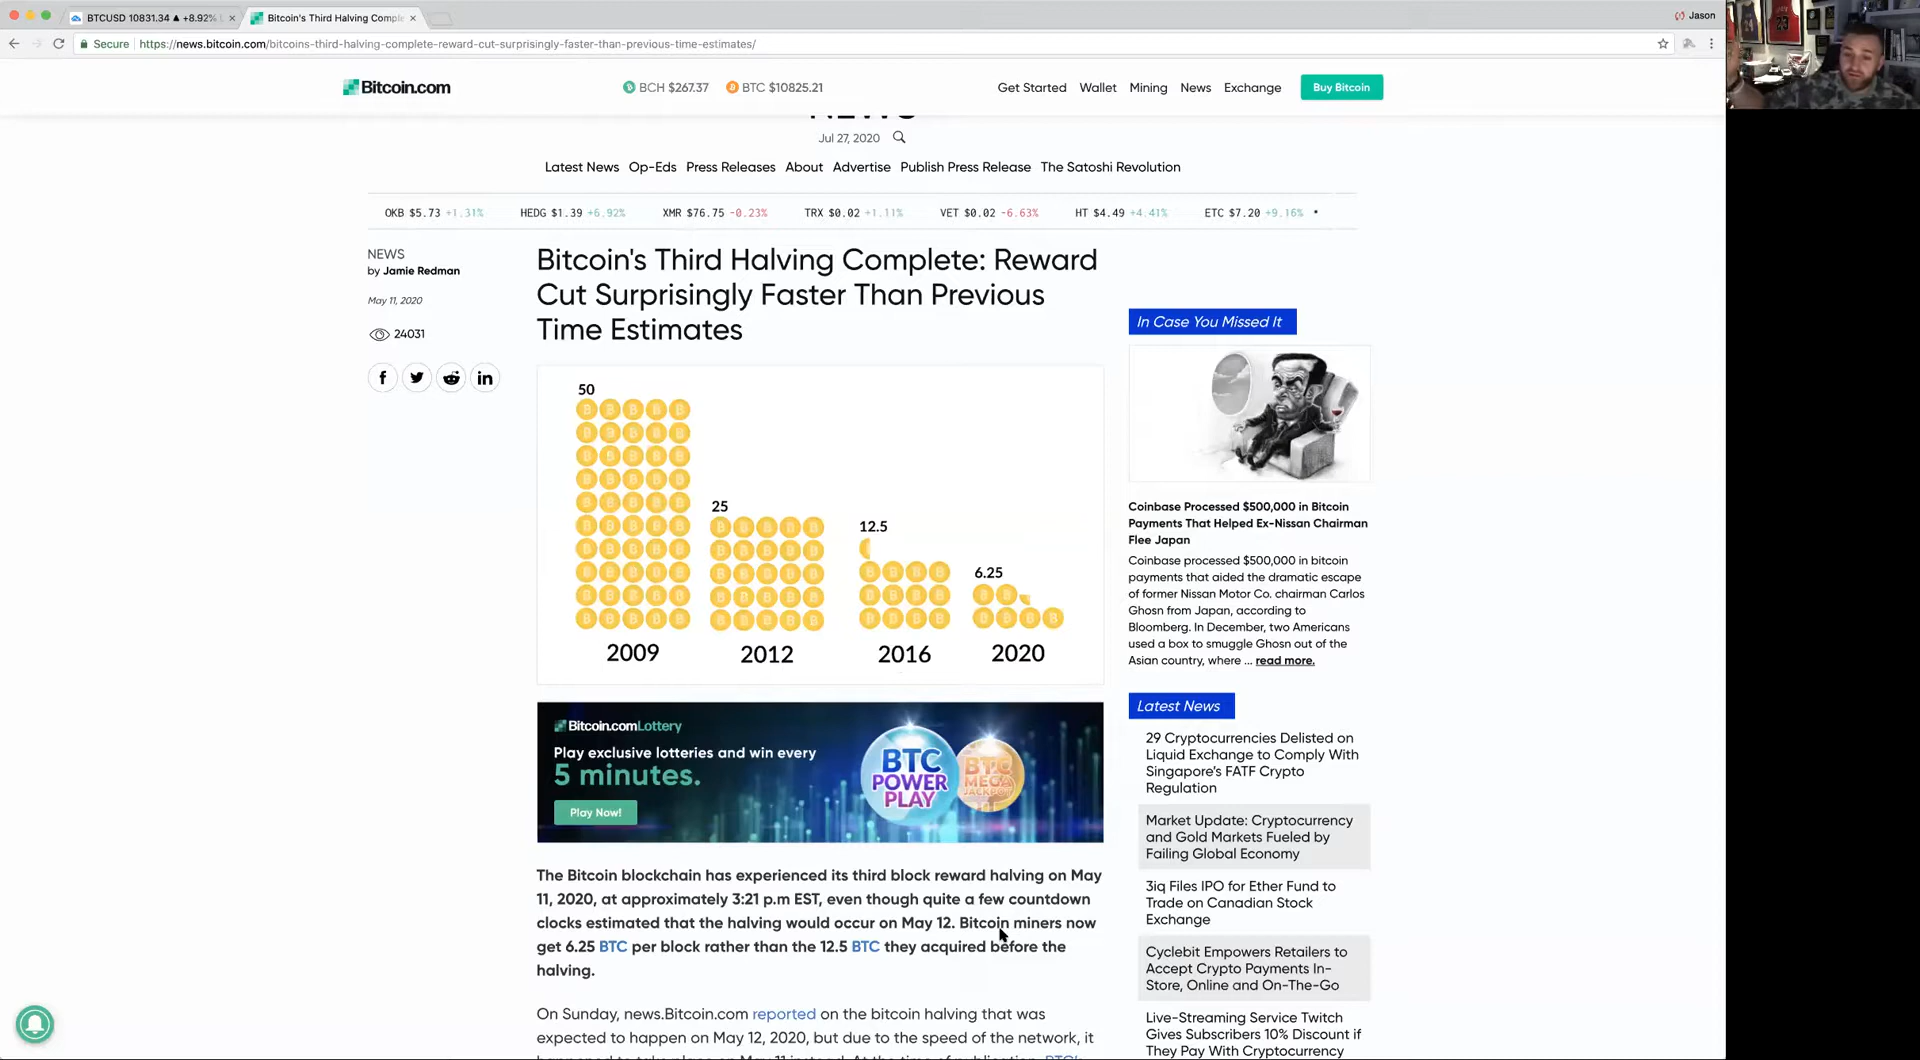 BTCUSD 10831.34 ▲ +8.92%
Bitcoin's Third Halving Comple
Jason
Secure
https://news.bitcoin.com/bitcoins-third-halving-complete-reward-cut-surprisingly-faster-than-previous-time-estimates/
Bitcoin.com
BCH $267.37
BTC $10825.21
Get Started
Wallet
Mining
News
Exchange
Buy Bitcoin
NEWS
Jul 27, 2020
Latest News
Op-Eds
Press Releases
About
Advertise
Publish Press Release
The Satoshi Revolution
OKB $5.73 +1.31%
HEDG $1.39 +6.92%
XMR $76.75 -0.23%
TRX $0.02 +1.11%
VET $0.02 -6.63%
HT $4.49 +4.41%
ETC $7.20 +9.16%
NEWS
by Jamie Redman
May 11, 2020
24031
Bitcoin's Third Halving Complete: Reward
Cut Surprisingly Faster Than Previous
Time Estimates
50
25
12.5
6.25
2009
2012
2016
2020
Bitcoin.com Lottery
Play exclusive lotteries and win every
5 minutes.
Play Now!
BTC
POWER
PLAY
BTC
MEGA
JACKPOT
The Bitcoin blockchain has experienced its third block reward halving on May
11, 2020, at approximately 3:21 p.m EST, even though quite a few countdown
clocks estimated that the halving would occur on May 12. Bitcoin miners now
get 6.25 BTC per block rather than the 12.5 BTC they acquired before the
halving.
On Sunday, news.Bitcoin.com reported on the bitcoin halving that was
expected to happen on May 12, 2020, but due to the speed of the network, it
In Case You Missed It
Coinbase Processed $500,000 in Bitcoin
Payments That Helped Ex-Nissan Chairman
Flee Japan
Coinbase processed $500,000 in bitcoin
payments that aided the dramatic escape
of former Nissan Motor Co. chairman Carlos
Ghosn from Japan, according to
Bloomberg. In December, two Americans
used a box to smuggle Ghosn out of the
Asian country, where ... read more.
Latest News
29 Cryptocurrencies Delisted on
Liquid Exchange to Comply With
Singapore's FATF Crypto
Regulation
Market Update: Cryptocurrency
and Gold Markets Fueled by
Failing Global Economy
3iq Files IPO for Ether Fund to
Trade on Canadian Stock
Exchange
Cyclebit Empowers Retailers to
Accept Crypto Payments In-
Store, Online and On-The-Go
Live-Streaming Service Twitch
Gives Subscribers 10% Discount if
They Pay With Cryptocurrency